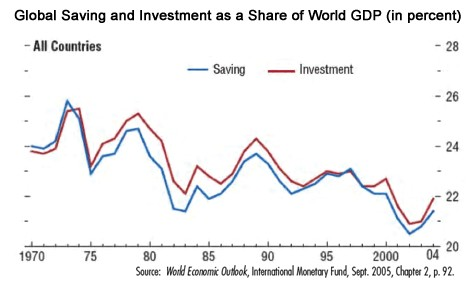 Global Saving and Investment as a Share of World GDP (in percent)
All Countries
28
Saving
Investment
26
24
22
20
1970
75
80
85
90
95
2000
04
Source: World Economic Outlook, International Monetary Fund, Sept. 2005, Chapter 2, p. 92.